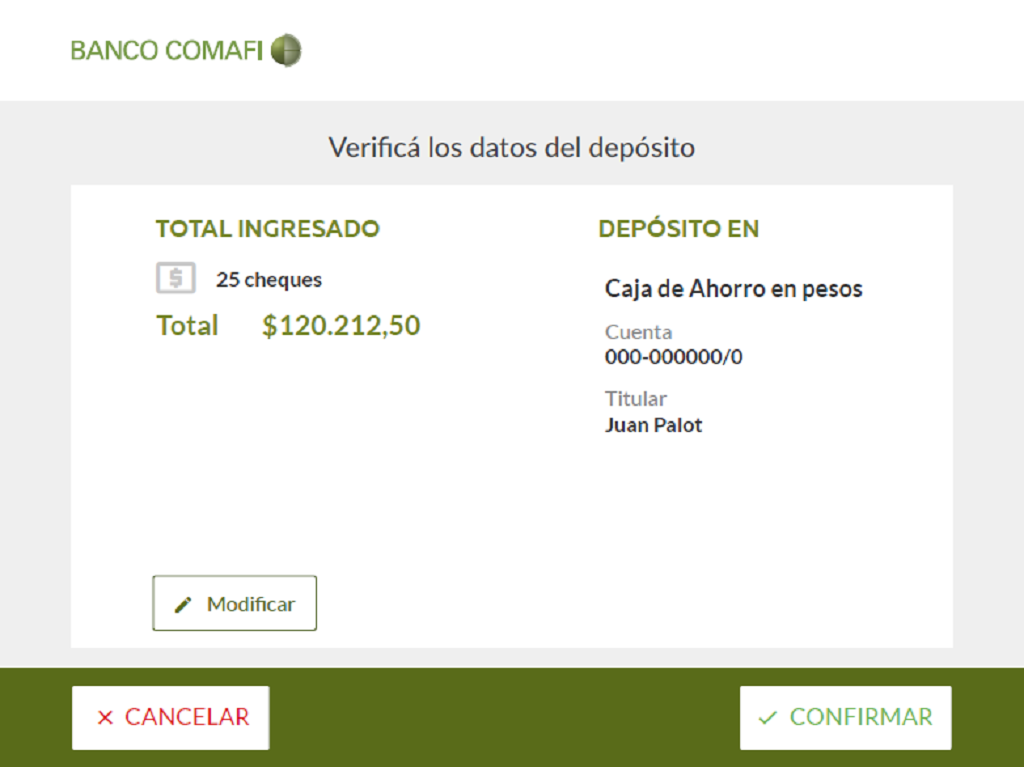 BANCO COMAFI
Verificá los datos del depósito
TOTAL INGRESADO
$ 25 cheques
Total $120.212,50
DEPÓSITO EN
Caja de Ahorro en pesos
Cuenta
000-000000/0
Titular
Juan Palot
Modificar
CANCELAR
CONFIRMAR